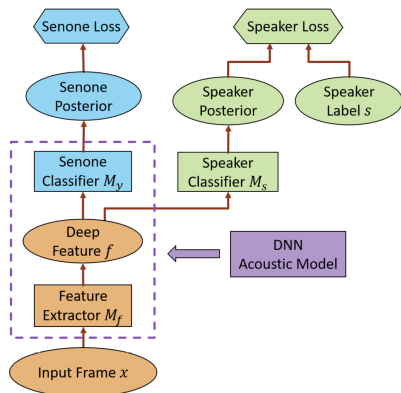 Senone Loss
Speaker Loss
Senone
Posterior
Speaker
Posterior
Speaker
Label s
Senone
Classifier M_y
Speaker
Classifier M_s
Deep
Feature f
DNN
Acoustic Model
Feature
Extractor M_f
Input Frame x